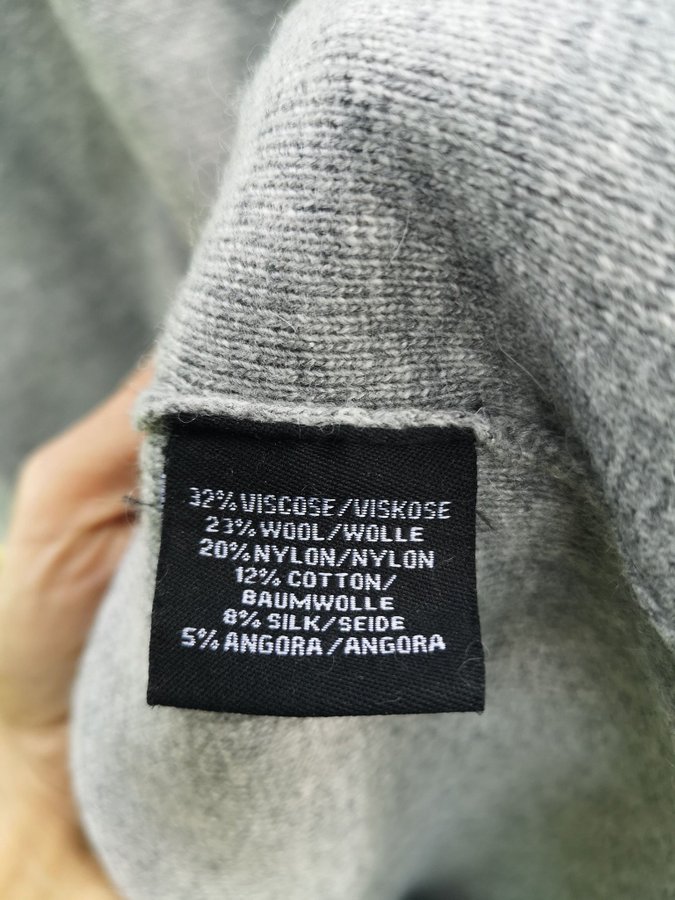 32% VISCOSE/VISKOSE
23% WOOL/WOLLE
20% NYLON/NYLON
12% COTTON/
BAUMWOLLE
8% SILK/SEIDE
5% ANGORA/ANGORA